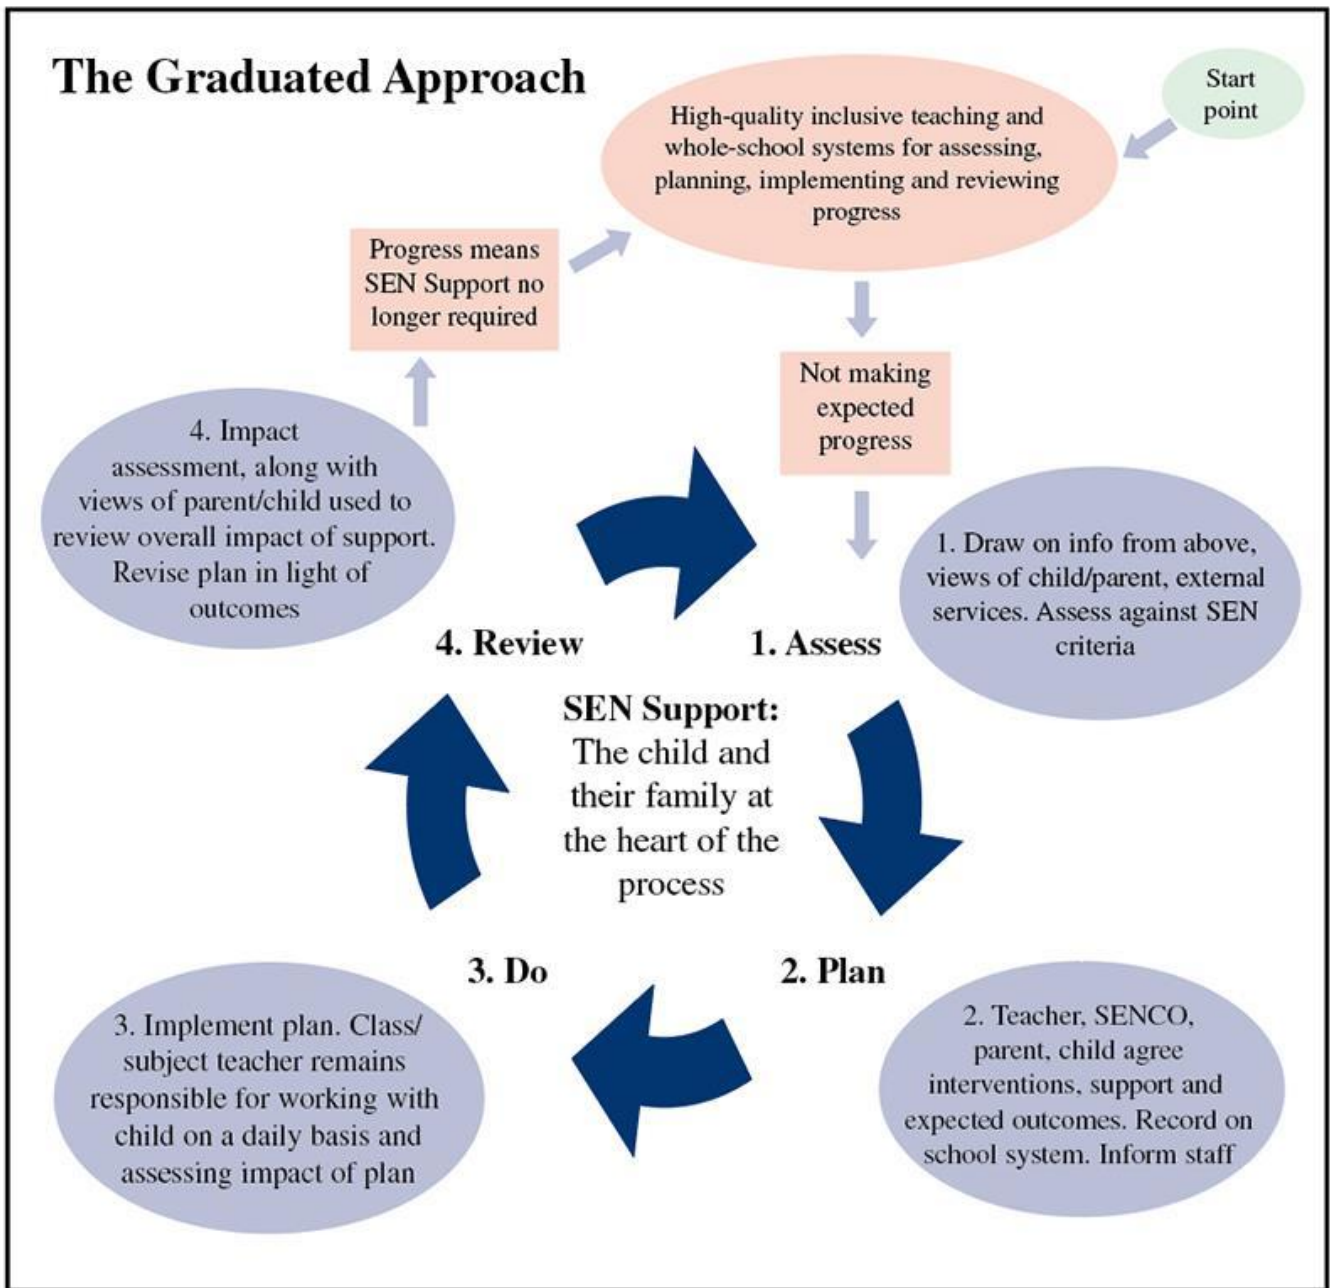 The Graduated Approach
Start
point
High-quality inclusive teaching and
whole-school systems for assessing,
planning, implementing and reviewing
progress
Progress means
SEN Support no
longer required
Not making
expected
progress
4. Impact
assessment, along with
views of parent/child used to
review overall impact of support.
Revise plan in light of
outcomes
1. Draw on info from above,
views of child/parent, external
services. Assess against SEN
criteria
4. Review
1. Assess
SEN Support:
The child and
their family at
the heart of the
process
3. Do
2. Plan
3. Implement plan. Class/
subject teacher remains
responsible for working with
child on a daily basis and
assessing impact of plan
2. Teacher, SENCO,
parent, child agree
interventions, support and
expected outcomes. Record on
school system. Inform staff